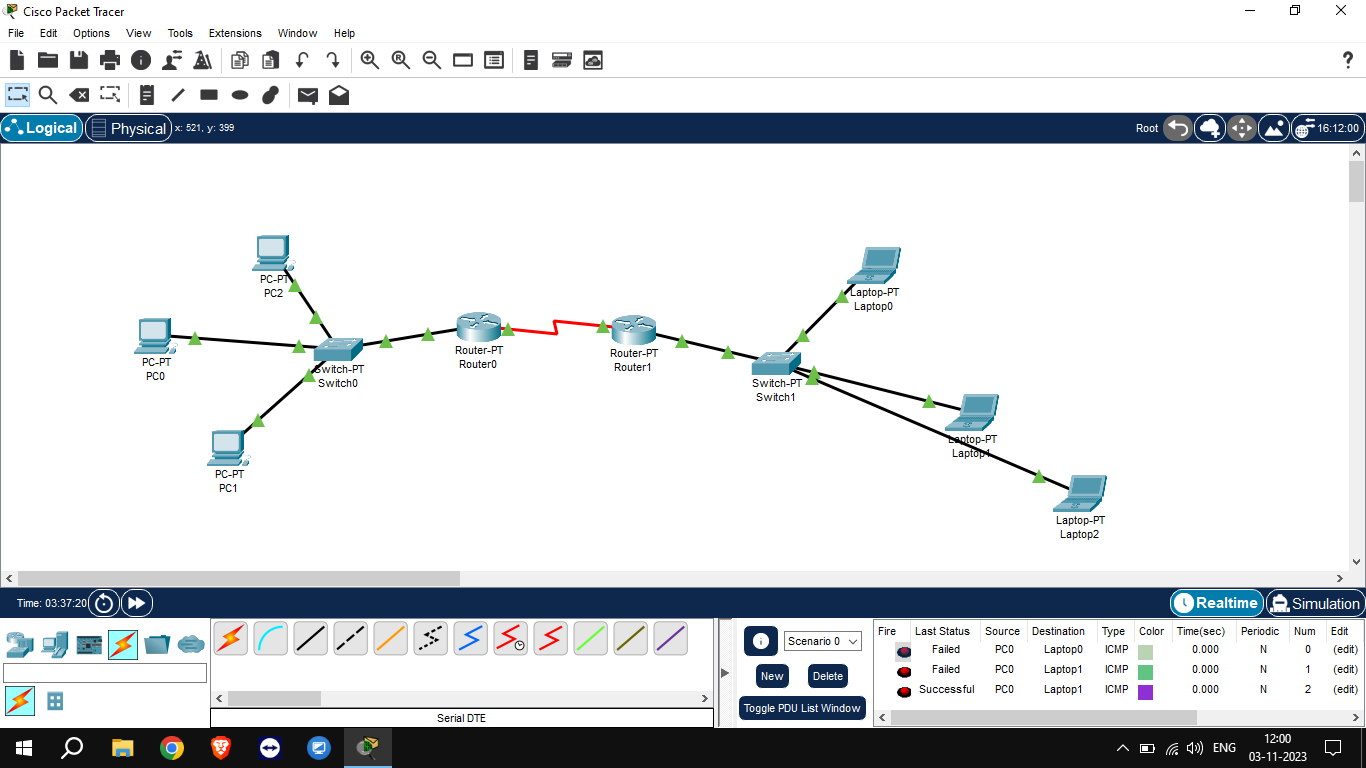 Cisco Packet Tracer
File Edit Options View Tools Extensions Window Help
Logical Physical x: 521, y: 399 Root 16:12:00
PC-PT
PC2
PC-PT
PC0
PC-PT
PC1
Switch-PT
Switch0
Router-PT
Router0
Router-PT
Router1
Switch-PT
Switch1
Laptop-PT
Laptop0
Laptop-PT
Laptop1
Laptop-PT
Laptop2
Time: 03:37:20 Realtime Simulation
Serial DTE
Scenario 0
New Delete
Toggle PDU List Window
Fire Last Status Source Destination Type Color Time(sec) Periodic Num Edit
Failed PC0 Laptop0 ICMP 0.000 N 0 (edit)
Failed PC0 Laptop1 ICMP 0.000 N 1 (edit)
Successful PC0 Laptop1 ICMP 0.000 N 2 (edit)
ENG 12:00
03-11-2023